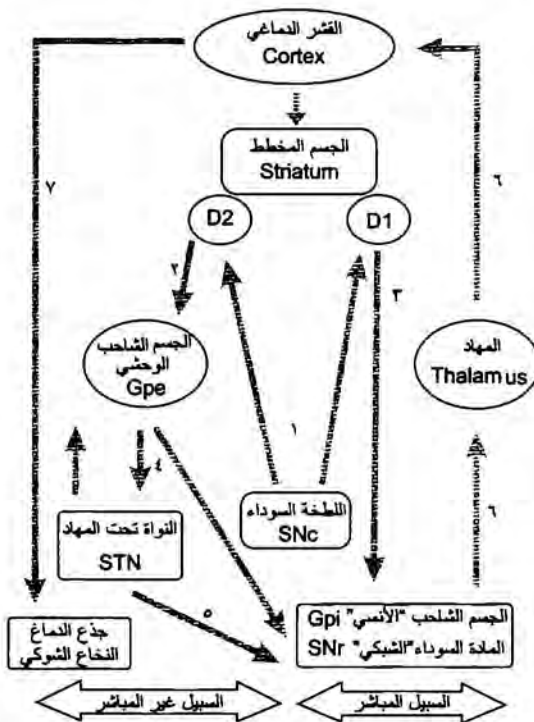 القشر الدماغي
Cortex
الجسم المخطط
Striatum
D2
D1
٧
٦
٢
٣
الجسم الشاحب
الوحشي
Gpe
المهاد
Thalamus
١
٤
اللطخة السوداء
SNc
النواة تحت المهاد
STN
٦
٥
الجسم الشلحب "الأنسي" Gpi
المادة السوداء "الشبكي" SNr
جذع الدماغ
النخاع الشوكي
السبيل غير المباشر
السبيل المباشر